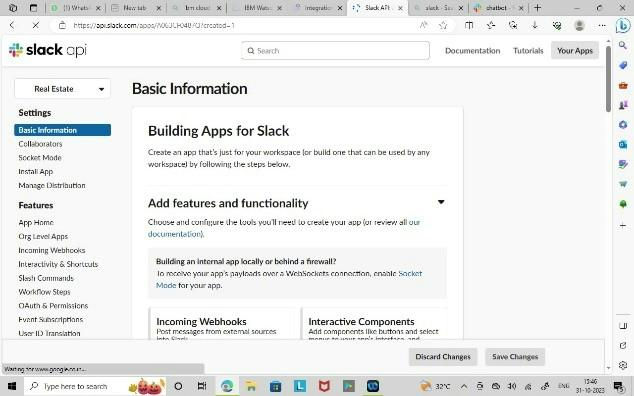 WhatsA
New tab
ibm cloud
IBM Wats
Integration
Slack API
slack - Sea
chatbot - S
https://api.slack.com/apps/A063CH0487Q?created=1
slack api
Search
Documentation
Tutorials
Your Apps
Real Estate
Settings
Basic Information
Collaborators
Socket Mode
Install App
Manage Distribution
Features
App Home
Org Level Apps
Incoming Webhooks
Interactivity & Shortcuts
Slash Commands
Workflow Steps
OAuth & Permissions
Event Subscriptions
User ID Translation
Basic Information
Building Apps for Slack
Create an app that's just for your workspace (or build one that can be used by any
workspace) by following the steps below.
Add features and functionality
Choose and configure the tools you'll need to create your app (or review all our
documentation).
Building an internal app locally or behind a firewall?
To receive your app's payloads over a WebSockets connection, enable Socket
Mode for your app.
Incoming Webhooks
Post messages from external sources
into Slack.
Interactive Components
Add components like buttons and select
menus to your app's interface, and
Discard Changes
Save Changes
Waiting for www.google.co.in...
Type here to search
32°C
ENG
15:46
31-10-2023